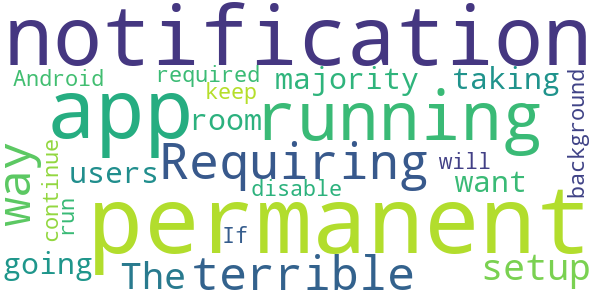 notification
Android required majority taking
keep
app running background
room
way Requiring will
users disable want
continue run permanent
If
going The terrible setup